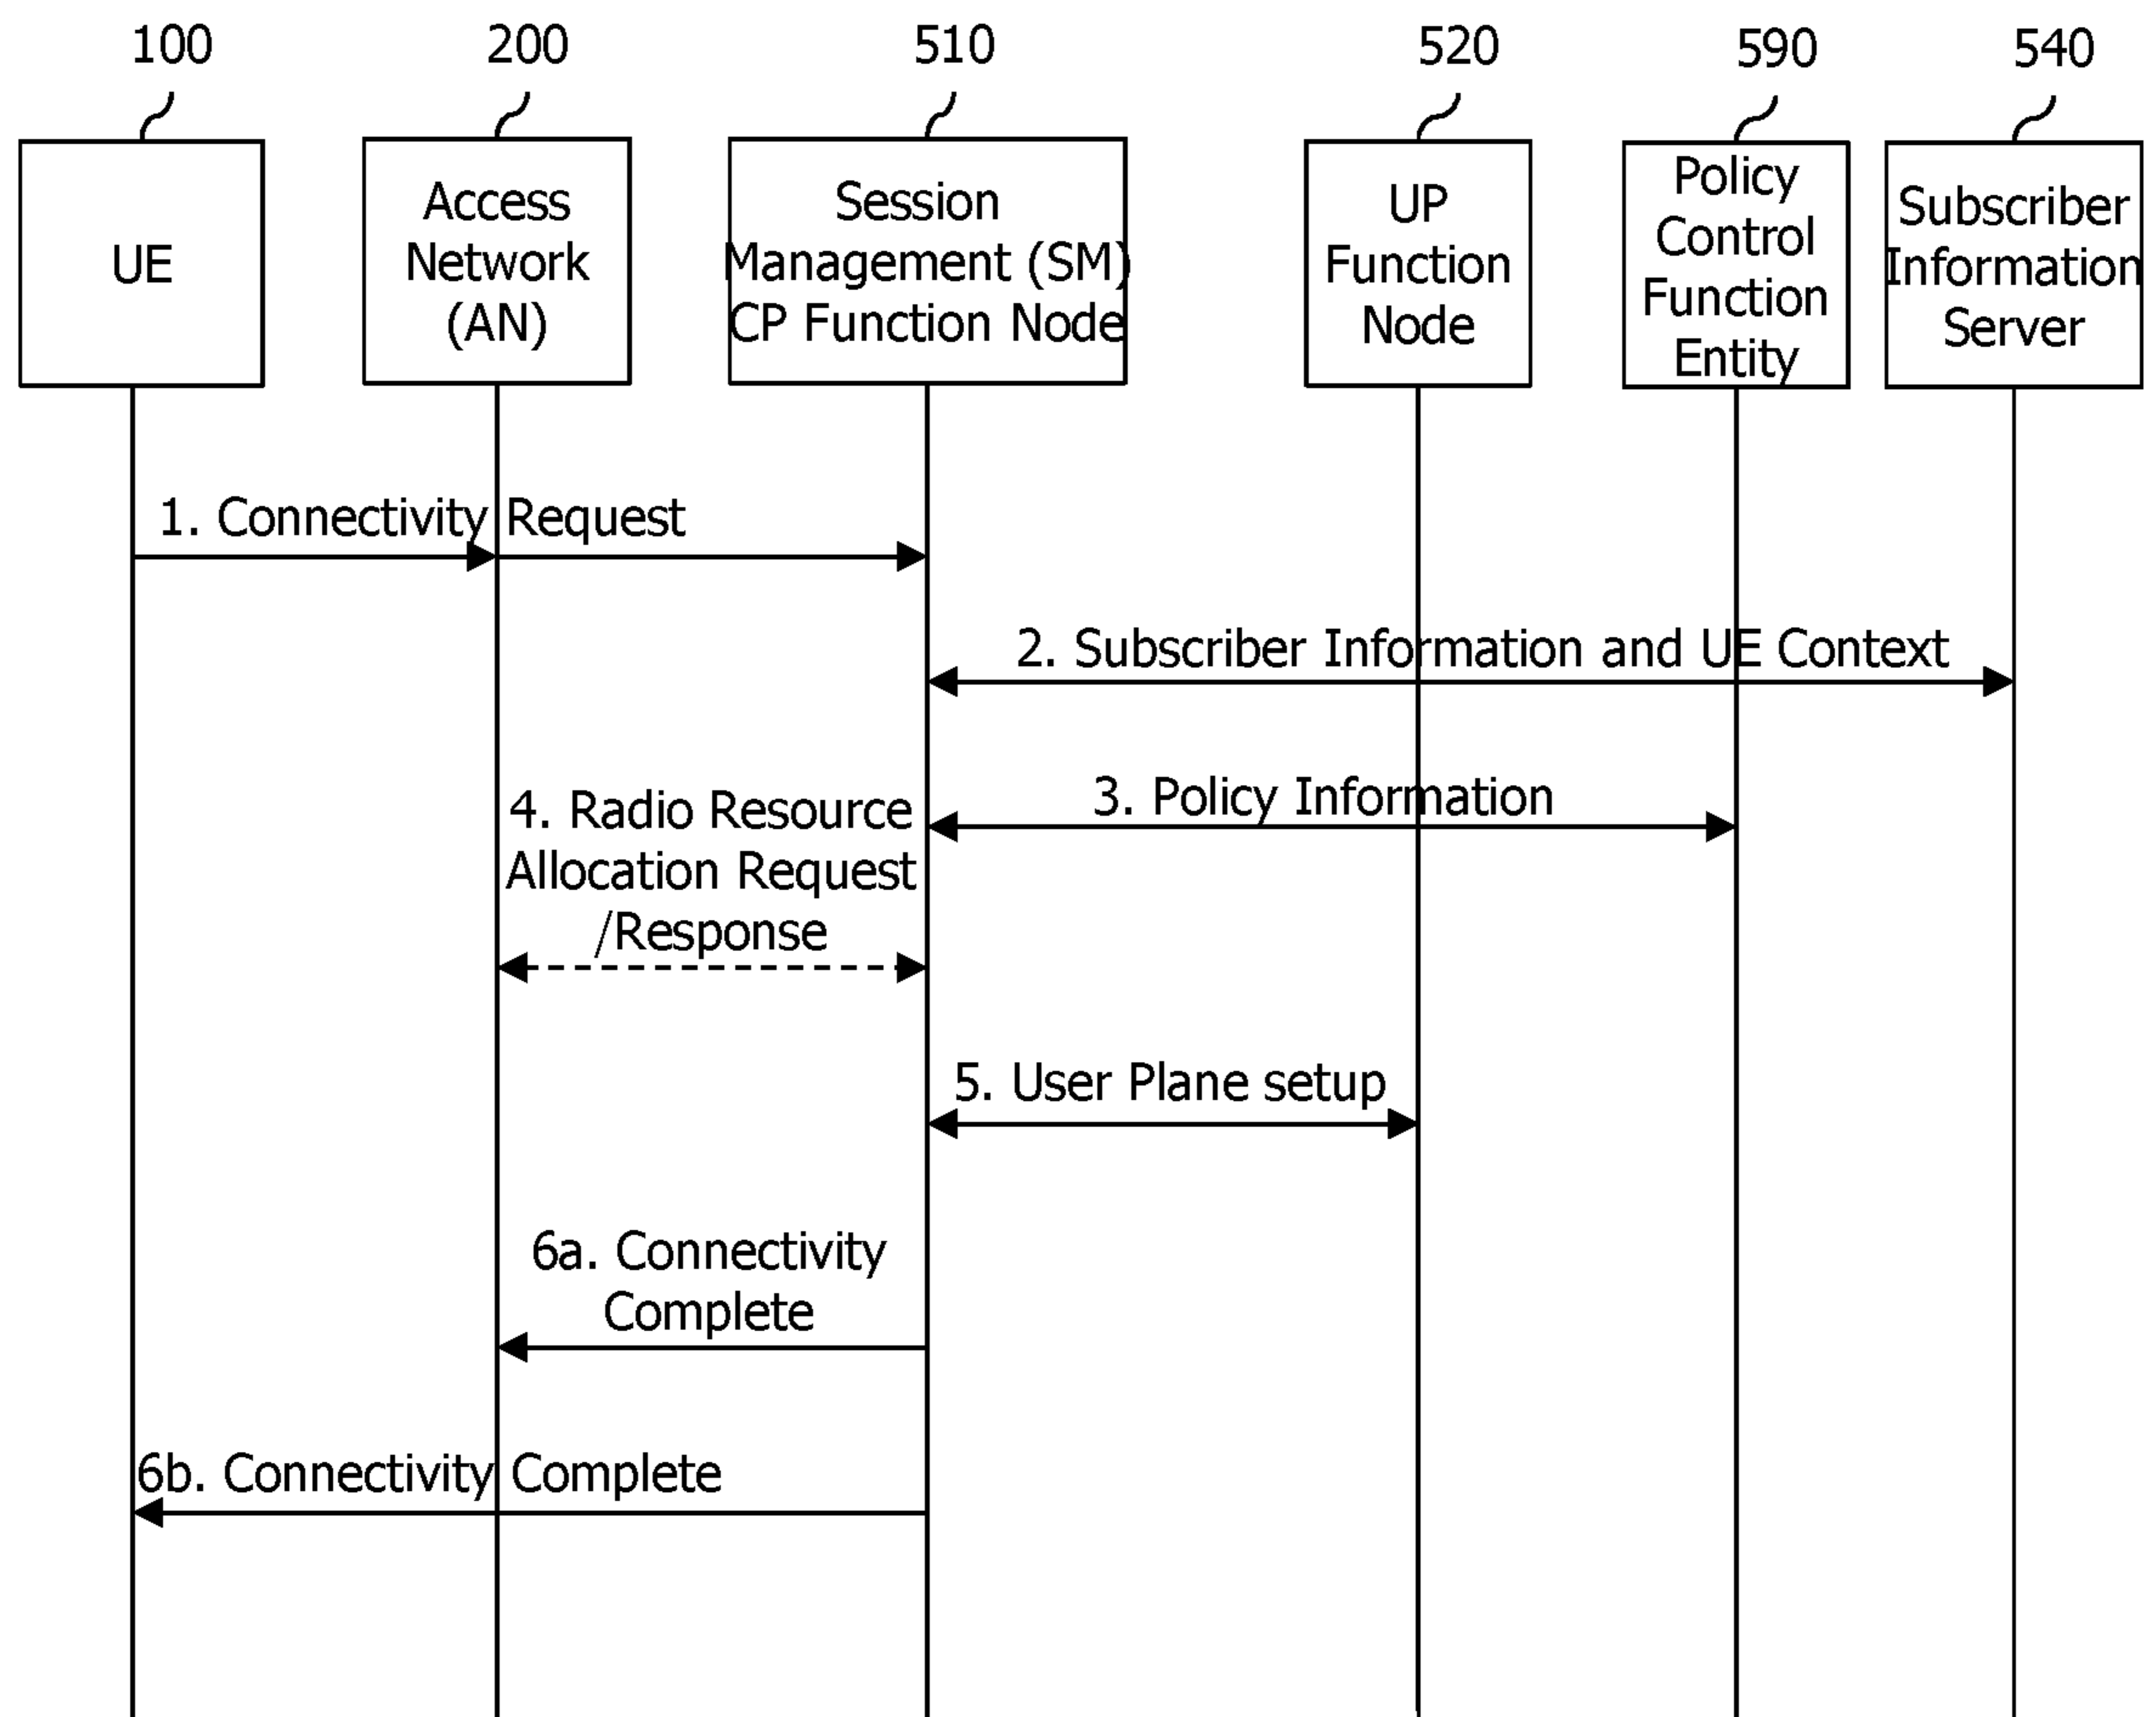 100
200
510
520
590
540
UE
Access
Network
(AN)
Session
Management (SM)
CP Function Node
UP
Function
Node
Policy
Control
Function
Entity
Subscriber
Information
Server
1. Connectivity Request
2. Subscriber Information and UE Context
3. Policy Information
4. Radio Resource
Allocation Request
/Response
5. User Plane setup
6a. Connectivity
Complete
6b. Connectivity Complete